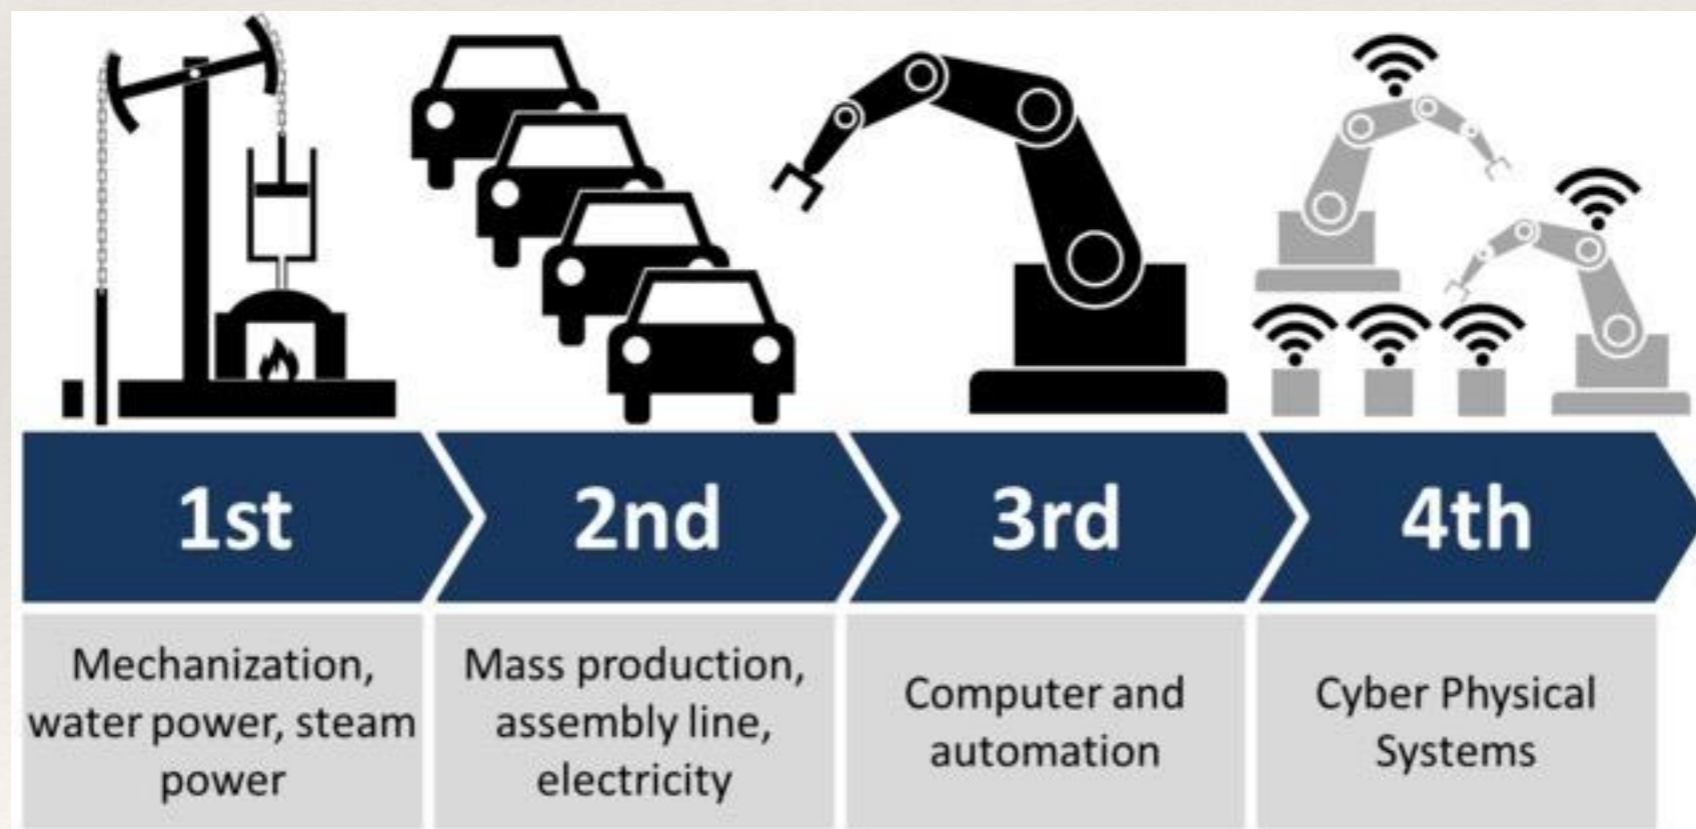 1st
2nd
3rd
4th
Mechanization,
water power, steam
power
Mass production,
assembly line,
electricity
Computer and
automation
Cyber Physical
Systems